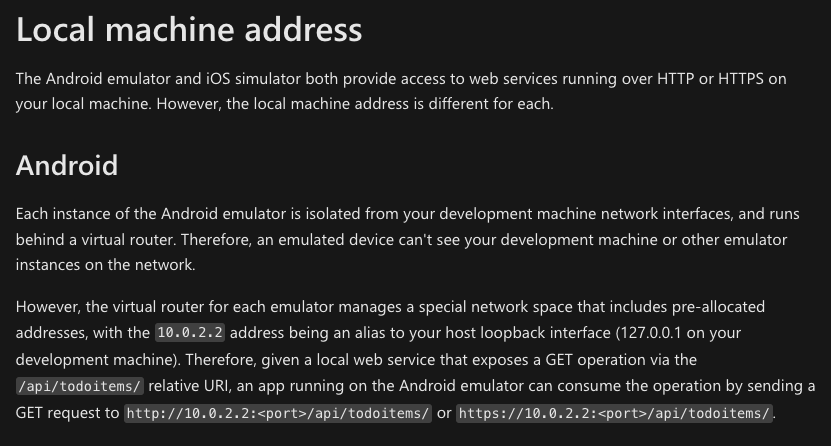 Local machine address
The Android emulator and iOS simulator both provide access to web services running over HTTP or HTTPS on
your local machine. However, the local machine address is different for each.
Android
Each instance of the Android emulator is isolated from your development machine network interfaces, and runs
behind a virtual router. Therefore, an emulated device can't see your development machine or other emulator
instances on the network.
However, the virtual router for each emulator manages a special network space that includes pre-allocated
addresses, with the 10.0.2.2 address being an alias to your host loopback interface (127.0.0.1 on your
development machine). Therefore, given a local web service that exposes a GET operation via the
/api/todoitems/ relative URI, an app running on the Android emulator can consume the operation by sending a
GET request to http://10.0.2.2:<port>/api/todoitems/ or https://10.0.2.2:<port>/api/todoitems/.